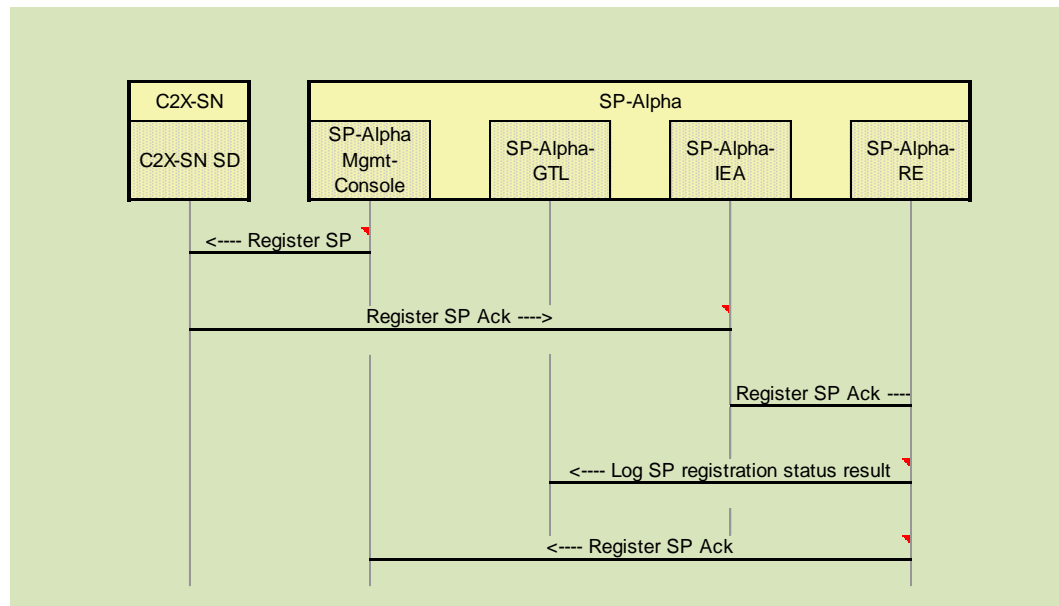 C2X-SN
SP-Alpha
C2X-SN SD
SP-Alpha
Mgmt-
Console
SP-Alpha-
GTL
SP-Alpha-
IEA
SP-Alpha-
RE
<---- Register SP
Register SP Ack ---->
Register SP Ack ----
<---- Log SP registration status result
<---- Register SP Ack